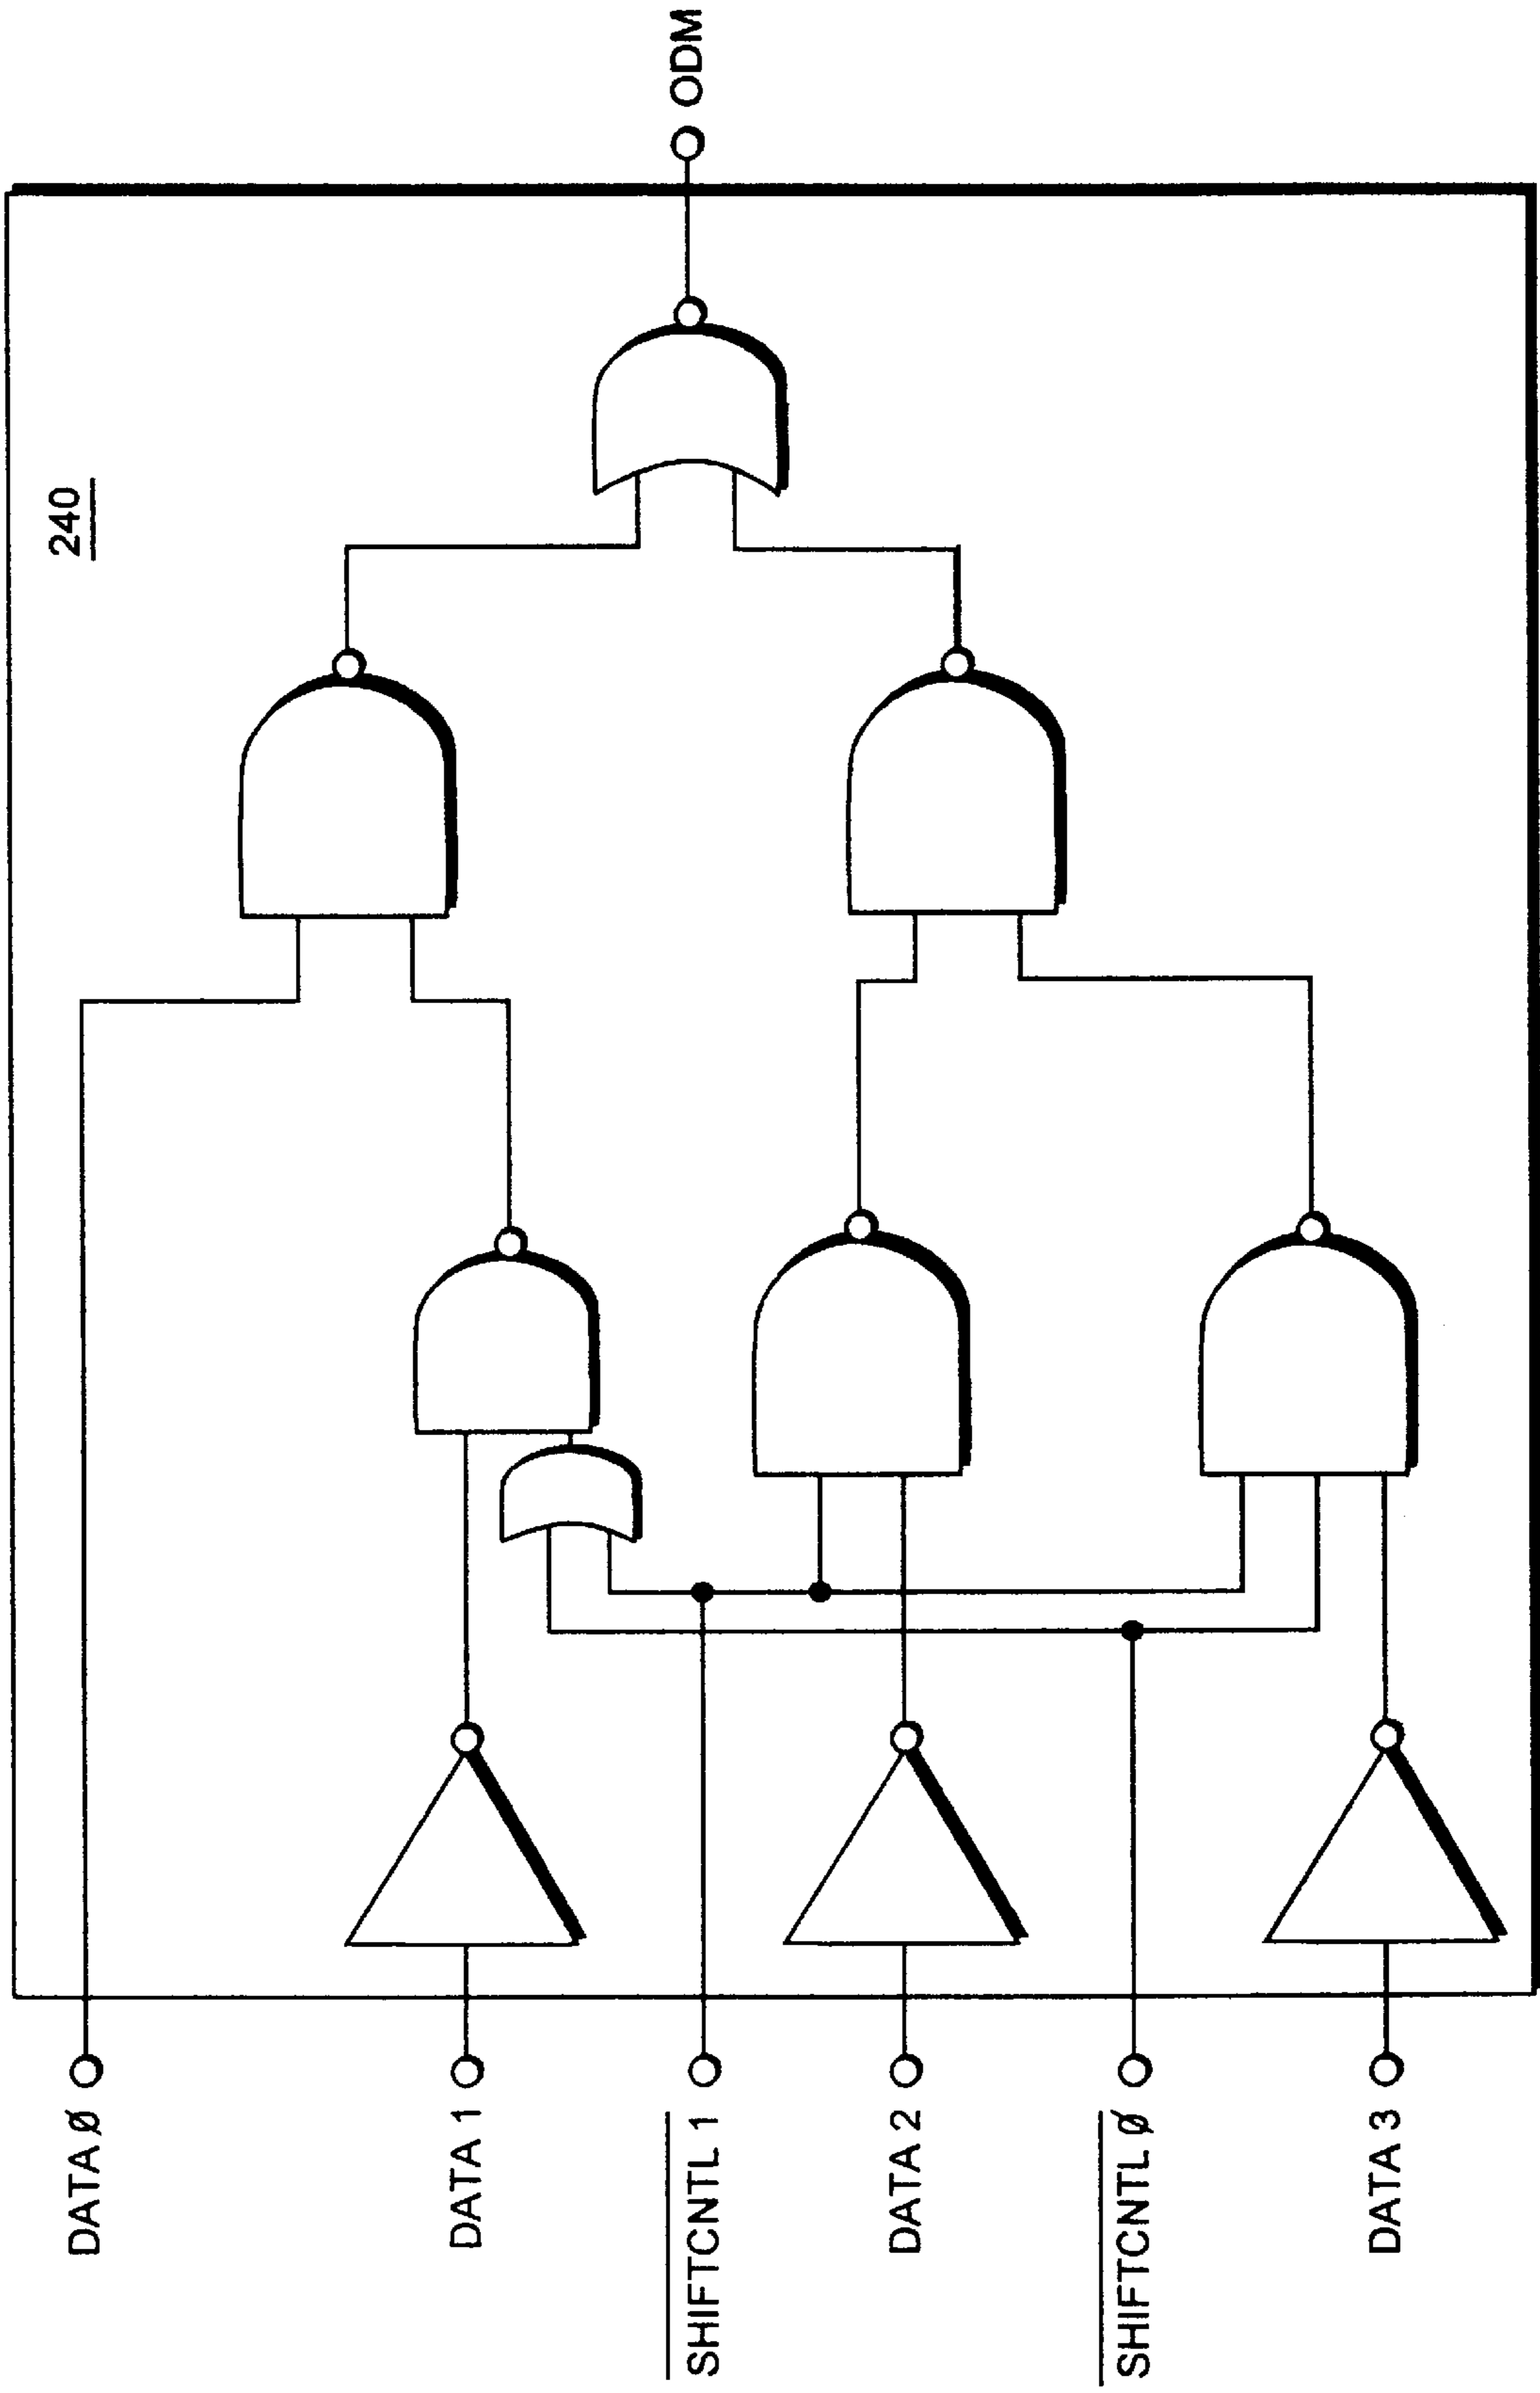 240
DATA Ø
DATA 1
SHIFTCNTL 1
DATA 2
SHIFTCNTL Ø
DATA 3
ODM